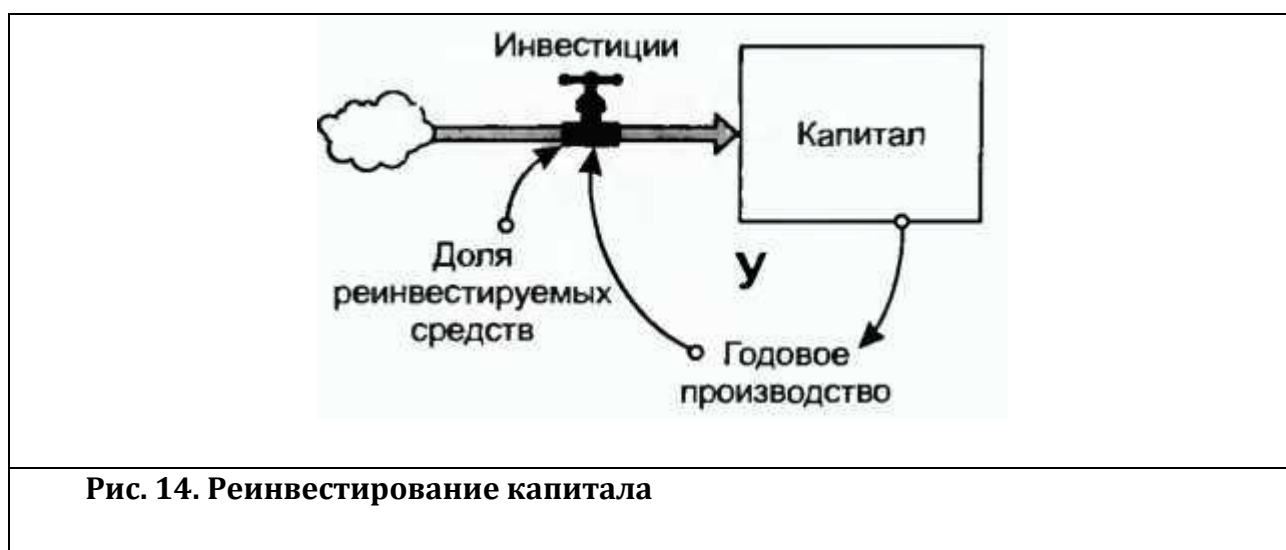 Инвестиции
Капитал
Доля
реинвестируемых
средств
У
Годовое
производство
Рис. 14. Реинвестирование капитала